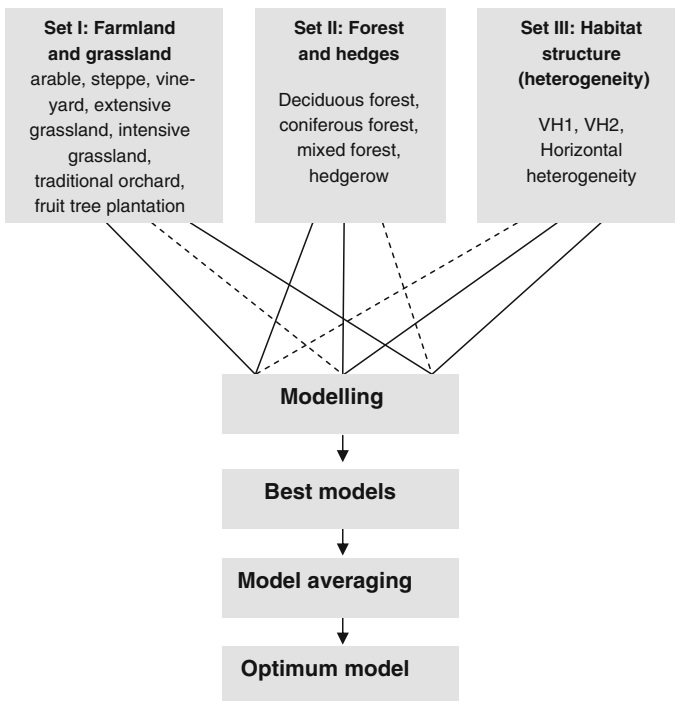 Set I: Farmland
and grassland
arable, steppe, vine-
yard, extensive
grassland, intensive
grassland,
traditional orchard,
fruit tree plantation
Set II: Forest
and hedges
Deciduous forest,
coniferous forest,
mixed forest,
hedgerow
Set III: Habitat
structure
(heterogeneity)
VH1, VH2,
Horizontal
heterogeneity
Modelling
Best models
Model averaging
Optimum model